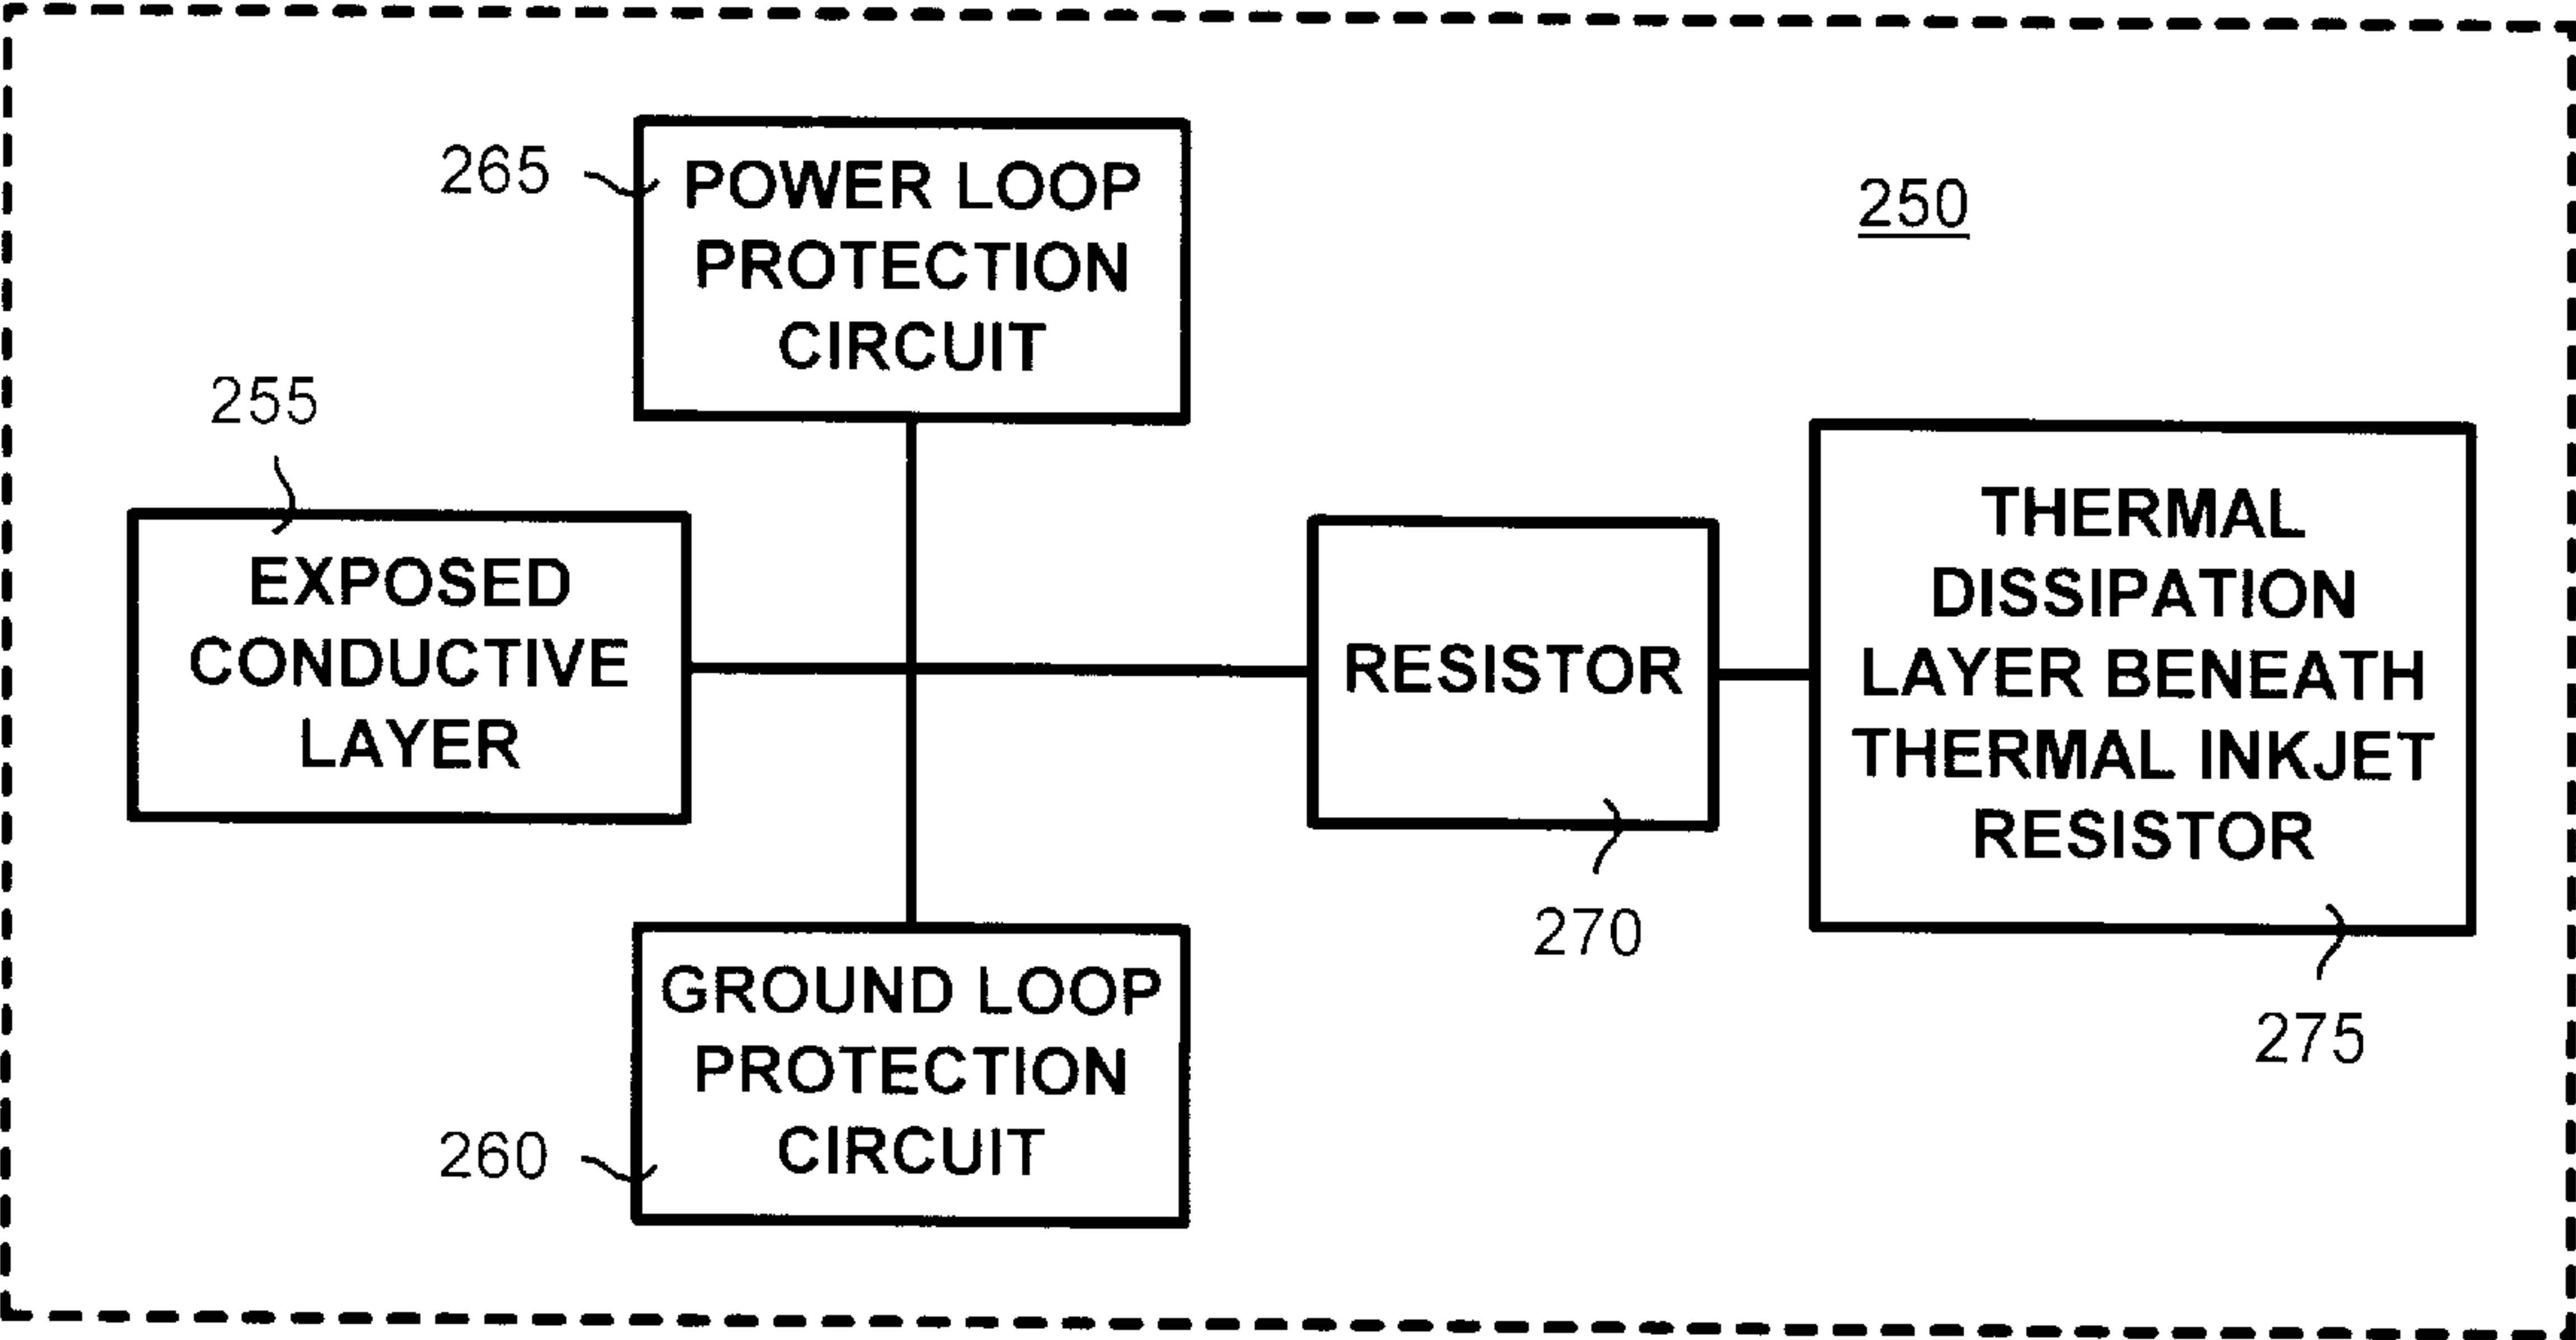 265
POWER LOOP
PROTECTION
CIRCUIT
250
255
EXPOSED
CONDUCTIVE
LAYER
RESISTOR
270
THERMAL
DISSIPATION
LAYER BENEATH
THERMAL INKJET
RESISTOR
275
GROUND LOOP
PROTECTION
CIRCUIT
260